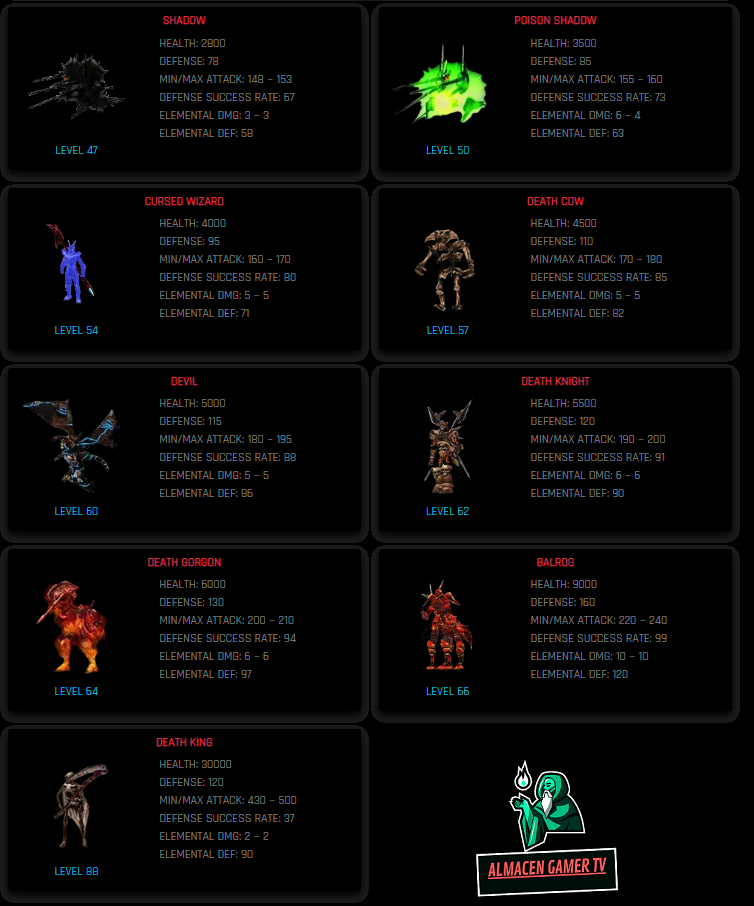 SHADOW
HEALTH: 2800
DEFENSE: 78
MIN/MAX ATTACK: 148 – 153
DEFENSE SUCCESS RATE: 67
ELEMENTAL DMG: 3 – 3
ELEMENTAL DEF: 58
LEVEL 47
POISON SHADOW
HEALTH: 3500
DEFENSE: 85
MIN/MAX ATTACK: 155 – 160
DEFENSE SUCCESS RATE: 73
ELEMENTAL DMG: 6 – 4
ELEMENTAL DEF: 63
LEVEL 50
CURSED WIZARD
HEALTH: 4000
DEFENSE: 95
MIN/MAX ATTACK: 160 – 170
DEFENSE SUCCESS RATE: 80
ELEMENTAL DMG: 5 – 5
ELEMENTAL DEF: 71
LEVEL 54
DEATH COW
HEALTH: 4500
DEFENSE: 110
MIN/MAX ATTACK: 170 – 180
DEFENSE SUCCESS RATE: 85
ELEMENTAL DMG: 5 – 5
ELEMENTAL DEF: 82
LEVEL 57
DEVIL
HEALTH: 5000
DEFENSE: 115
MIN/MAX ATTACK: 180 – 195
DEFENSE SUCCESS RATE: 88
ELEMENTAL DMG: 5 – 5
ELEMENTAL DEF: 86
LEVEL 60
DEATH KNIGHT
HEALTH: 5500
DEFENSE: 120
MIN/MAX ATTACK: 190 – 200
DEFENSE SUCCESS RATE: 91
ELEMENTAL DMG: 6 – 6
ELEMENTAL DEF: 90
LEVEL 62
DEATH GORGON
HEALTH: 6000
DEFENSE: 130
MIN/MAX ATTACK: 200 – 210
DEFENSE SUCCESS RATE: 94
ELEMENTAL DMG: 6 – 6
ELEMENTAL DEF: 97
LEVEL 64
BALROG
HEALTH: 9000
DEFENSE: 160
MIN/MAX ATTACK: 220 – 240
DEFENSE SUCCESS RATE: 99
ELEMENTAL DMG: 10 – 10
ELEMENTAL DEF: 120
LEVEL 66
DEATH KING
HEALTH: 30000
DEFENSE: 120
MIN/MAX ATTACK: 430 – 500
DEFENSE SUCCESS RATE: 37
ELEMENTAL DMG: 2 – 2
ELEMENTAL DEF: 90
LEVEL 88
ALMACEN GAMER TV